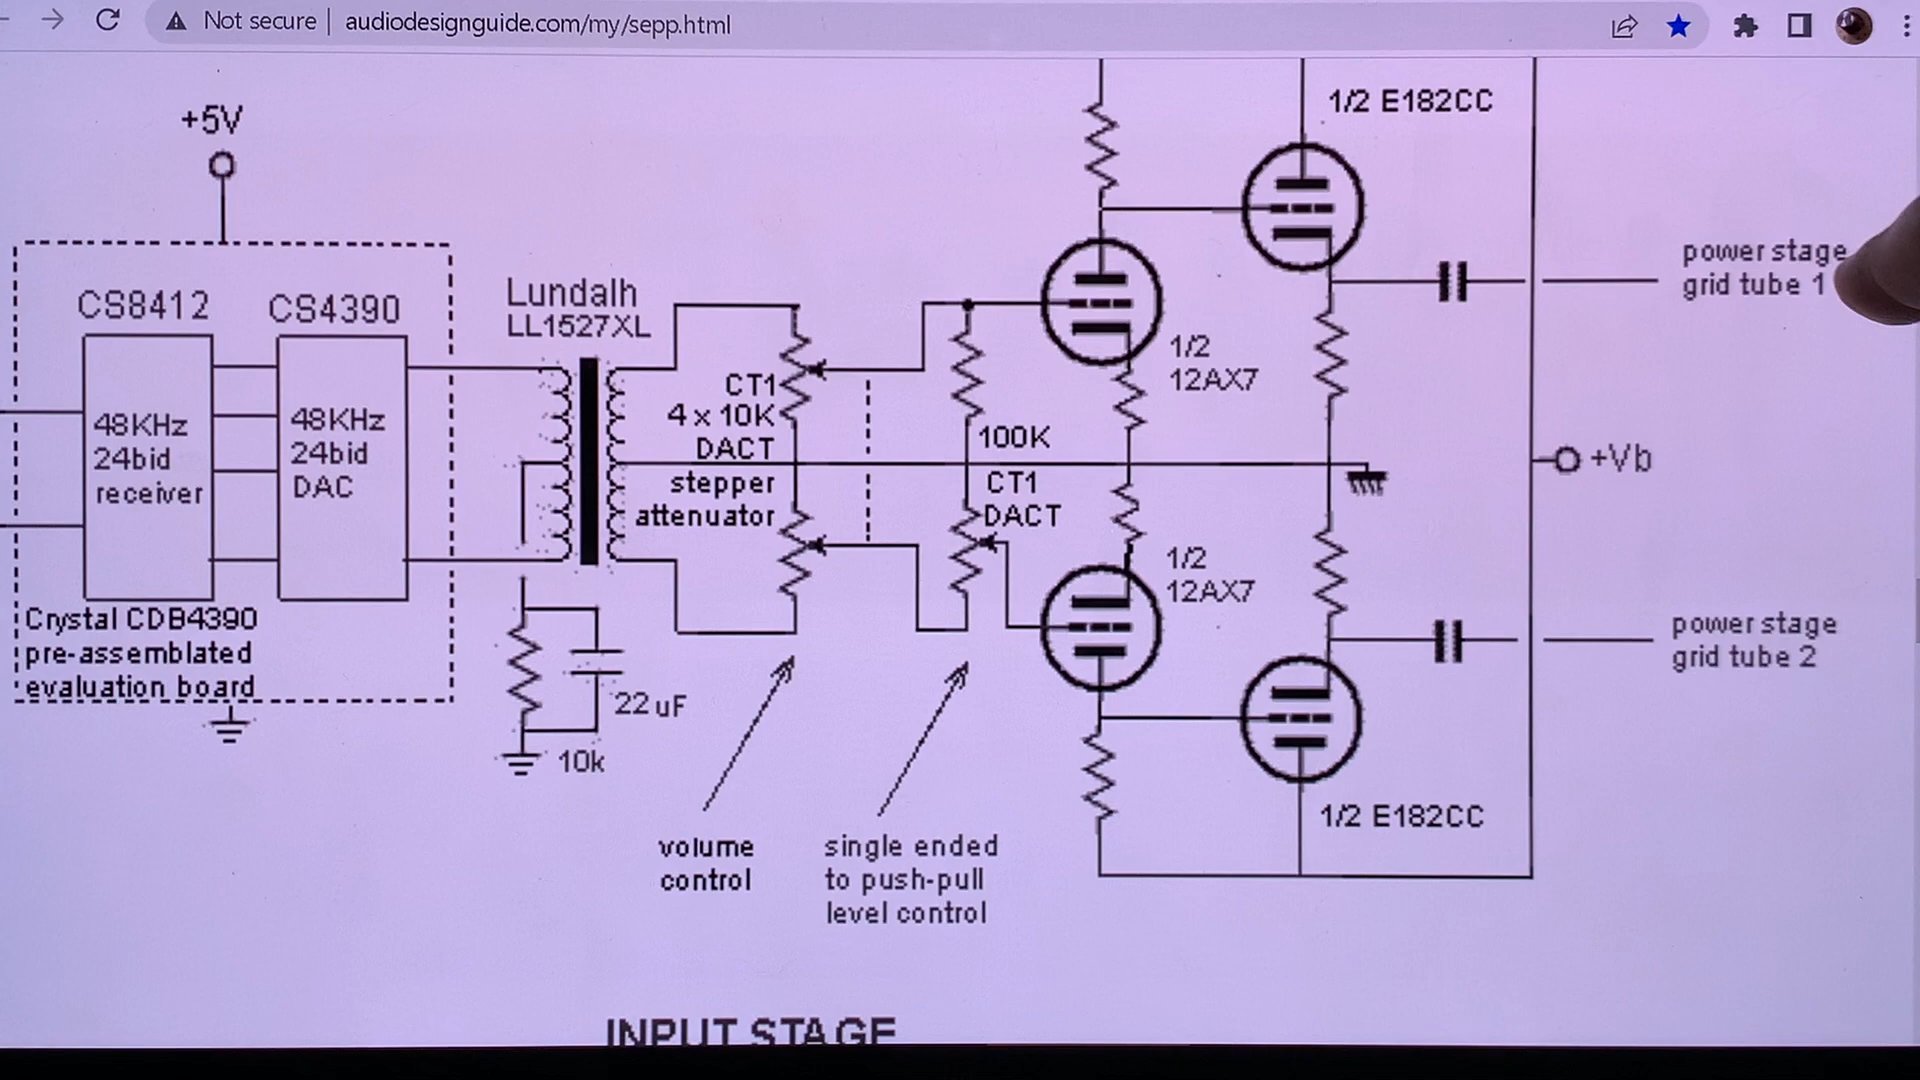 Not secure
audiodesignguide.com/my/sepp.html
+5V
CS8412
48KHz
24bid
receiver
CS4390
48KHz
24bid
DAC
Crystal CDB4390
pre-assemblated
evaluation board
Lundalh
LL1527XL
22uF
10k
CT1
4 x 10K
DACT
stepper
attenuator
volume
control
100K
CT1
DACT
single ended
to push-pull
level control
1/2
12AX7
1/2
12AX7
1/2 E182CC
1/2 E182CC
power stage
grid tube 1
+Vb
power stage
grid tube 2
INPUT STAGE